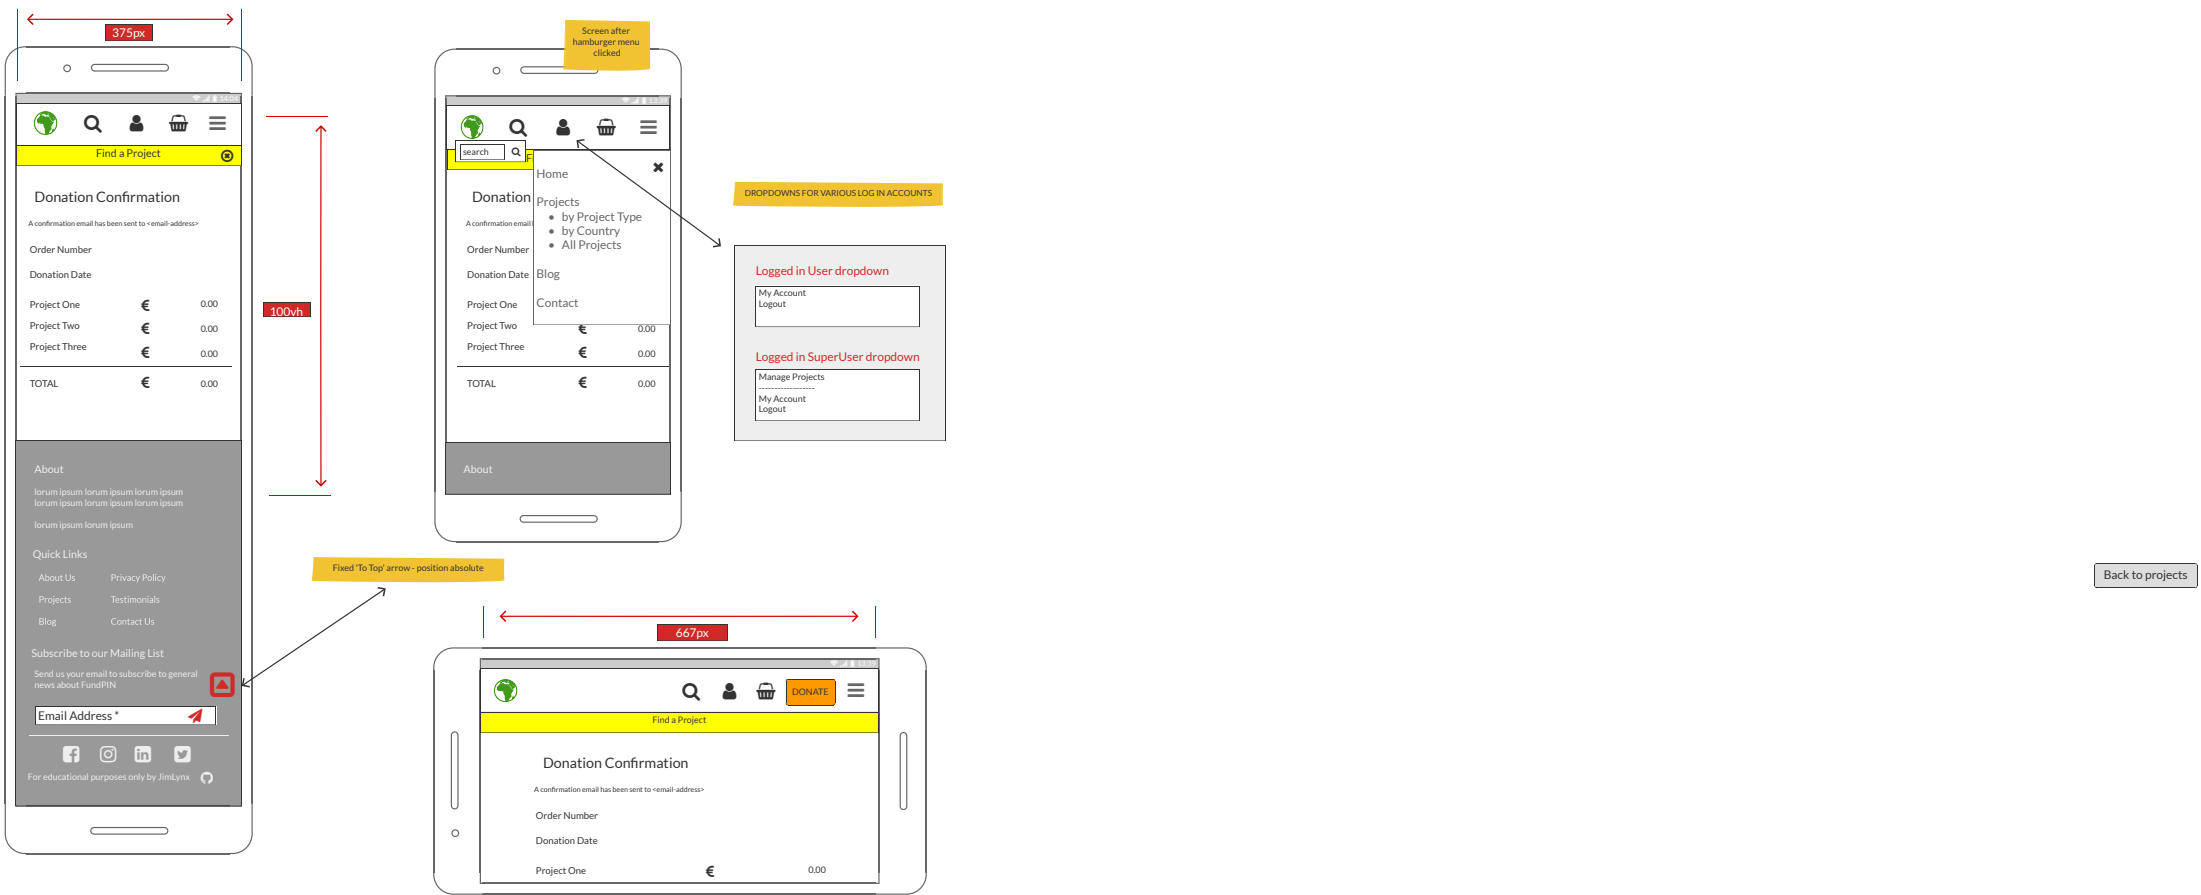 375px
14:04
Find a Project
Donation Confirmation
A confirmation email has been sent to <email-address>
Order Number
Donation Date
Project One € 0.00
Project Two € 0.00
Project Three € 0.00
TOTAL € 0.00
About
lorum ipsum lorum ipsum lorum ipsum
lorum ipsum lorum ipsum lorum ipsum
lorum ipsum lorum ipsum
Quick Links
About Us Privacy Policy
Projects Testimonials
Blog Contact Us
Subscribe to our Mailing List
Send us your email to subscribe to general
news about FundPIN
Email Address *
For educational purposes only by JimLynx
100vh
Screen after
hamburger menu
clicked
search
F
Home
Projects
• by Project Type
• by Country
• All Projects
Blog
Contact
Donation
A confirmation email
Order Number
Donation Date
Project One
Project Two € 0.00
Project Three € 0.00
TOTAL € 0.00
About
DROPDOWNS FOR VARIOUS LOG IN ACCOUNTS
Logged in User dropdown
My Account
Logout
Logged in SuperUser dropdown
Manage Projects
------------------
My Account
Logout
Fixed 'To Top' arrow - position absolute
667px
DONATE
Find a Project
Donation Confirmation
A confirmation email has been sent to <email-address>
Order Number
Donation Date
Project One € 0.00
Back to projects